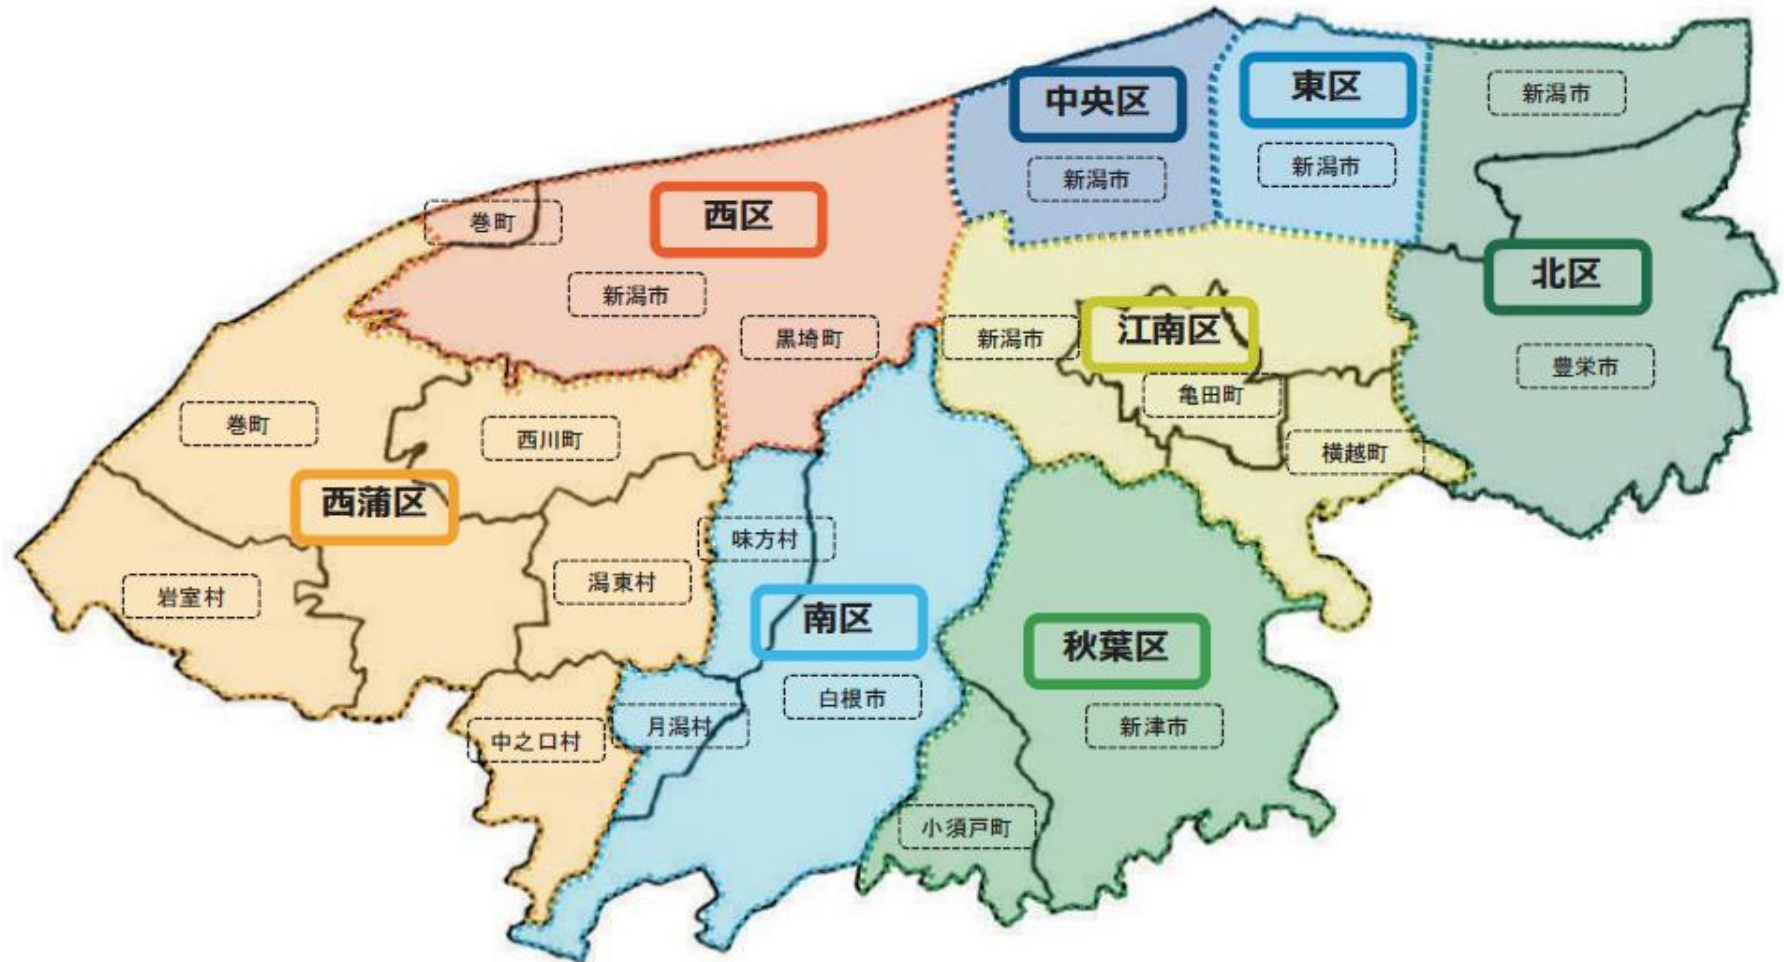 中央区
東区
新潟市
新潟市
新潟市
巻町
西区
新潟市
黒埼町
新潟市
江南区
北区
豊栄市
亀田町
横越町
巻町
西川町
西蒲区
味方村
岩室村
潟東村
南区
秋葉区
白根市
月潟村
中之口村
新津市
小須戸町